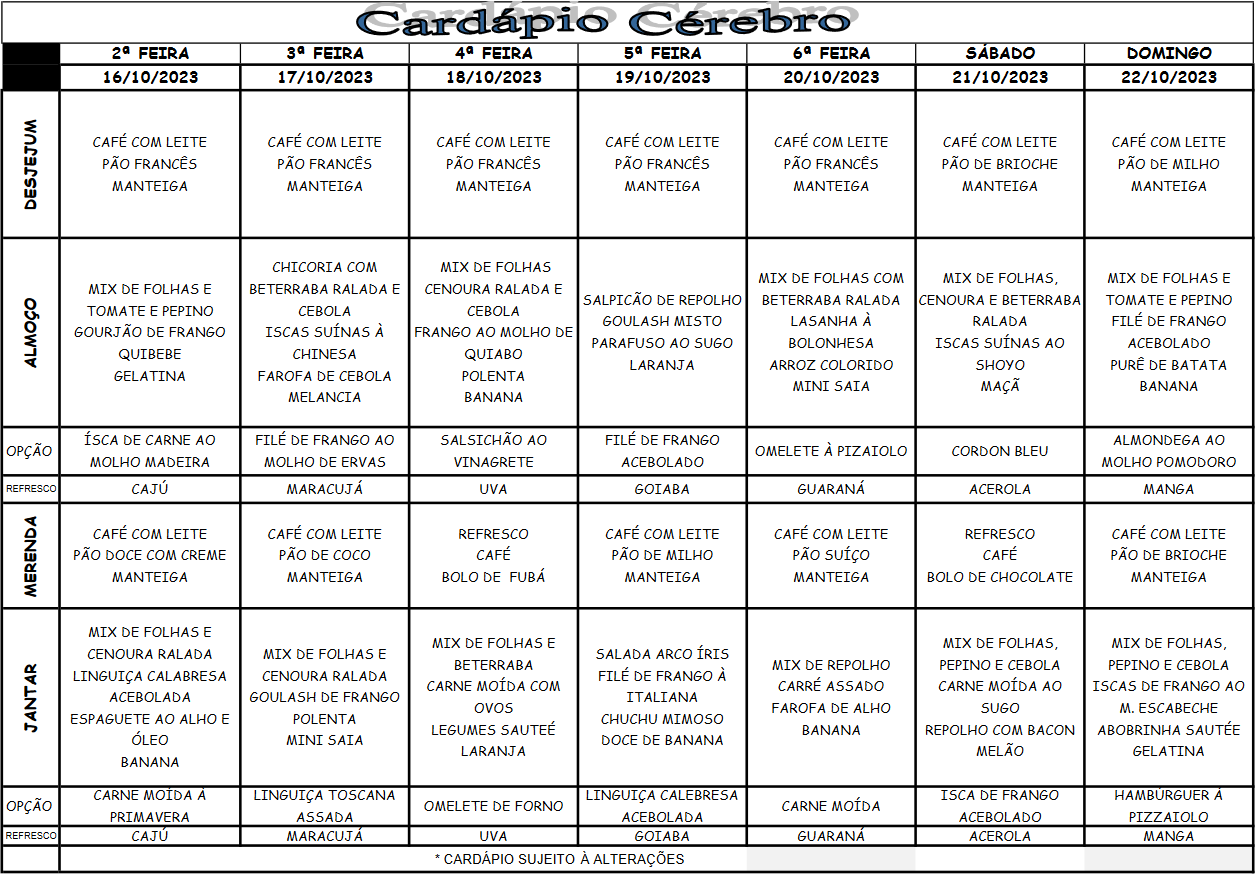 Cardápio Cérebro
2ª FEIRA 3ª FEIRA 4ª FEIRA 5ª FEIRA 6ª FEIRA SÁBADO DOMINGO
16/10/2023 17/10/2023 18/10/2023 19/10/2023 20/10/2023 21/10/2023 22/10/2023
DESJEJUM
CAFÉ COM LEITE
PÃO FRANCÊS
MANTEIGA
CAFÉ COM LEITE
PÃO FRANCÊS
MANTEIGA
CAFÉ COM LEITE
PÃO FRANCÊS
MANTEIGA
CAFÉ COM LEITE
PÃO FRANCÊS
MANTEIGA
CAFÉ COM LEITE
PÃO FRANCÊS
MANTEIGA
CAFÉ COM LEITE
PÃO DE BRIOCHE
MANTEIGA
CAFÉ COM LEITE
PÃO DE MILHO
MANTEIGA
ALMOÇO
MIX DE FOLHAS E
TOMATE E PEPINO
GOURJÃO DE FRANGO
QUIBEBE
GELATINA
CHICORIA COM
BETERRABA RALADA E
CEBOLA
ISCAS SUÍNAS À
CHINESA
FAROFA DE CEBOLA
MELANCIA
MIX DE FOLHAS
CENOURA RALADA E
CEBOLA
FRANGO AO MOLHO DE
QUIABO
POLENTA
BANANA
SALPICÃO DE REPOLHO
GOULASH MISTO
PARAFUSO AO SUGO
LARANJA
MIX DE FOLHAS COM
BETERRABA RALADA
LASANHA À
BOLONHESA
ARROZ COLORIDO
MINI SAIA
MIX DE FOLHAS,
CENOURA E BETERRABA
RALADA
ISCAS SUÍNAS AO
SHOYO
MAÇÃ
MIX DE FOLHAS E
TOMATE E PEPINO
FILÉ DE FRANGO
ACEBOLADO
PURÊ DE BATATA
BANANA
OPÇÃO
ÍSCA DE CARNE AO
MOLHO MADEIRA
FILÉ DE FRANGO AO
MOLHO DE ERVAS
SALSICHÃO AO
VINAGRETE
FILÉ DE FRANGO
ACEBOLADO
OMELETE À PIZAIOLO
CORDON BLEU
ALMONDEGA AO
MOLHO POMODORO
REFRESCO CAJÚ MARACUJÁ UVA GOIABA GUARANÁ ACEROLA MANGA
MERENDA
CAFÉ COM LEITE
PÃO DOCE COM CREME
MANTEIGA
CAFÉ COM LEITE
PÃO DE COCO
MANTEIGA
REFRESCO
CAFÉ
BOLO DE FUBÁ
CAFÉ COM LEITE
PÃO DE MILHO
MANTEIGA
CAFÉ COM LEITE
PÃO SUÍÇO
MANTEIGA
REFRESCO
CAFÉ
BOLO DE CHOCOLATE
CAFÉ COM LEITE
PÃO DE BRIOCHE
MANTEIGA
JANTAR
MIX DE FOLHAS E
CENOURA RALADA
LINGUIÇA CALABRESA
ACEBOLADA
ESPAGUETE AO ALHO E
ÓLEO
BANANA
MIX DE FOLHAS E
CENOURA RALADA
GOULASH DE FRANGO
POLENTA
MINI SAIA
MIX DE FOLHAS E
BETERRABA
CARNE MOÍDA COM
OVOS
LEGUMES SAUTEÉ
LARANJA
SALADA ARCO ÍRIS
FILÉ DE FRANGO À
ITALIANA
CHUCHU MIMOSO
DOCE DE BANANA
MIX DE REPOLHO
CARRÉ ASSADO
FAROFA DE ALHO
BANANA
MIX DE FOLHAS,
PEPINO E CEBOLA
CARNE MOÍDA AO
SUGO
REPOLHO COM BACON
MELÃO
MIX DE FOLHAS,
PEPINO E CEBOLA
ISCAS DE FRANGO AO
M. ESCABECHE
ABOBRINHA SAUTÉE
GELATINA
OPÇÃO
CARNE MOÍDA À
PRIMAVERA
LINGUIÇA TOSCANA
ASSADA
OMELETE DE FORNO
LINGUIÇA CALEBRESA
ACEBOLADA
CARNE MOÍDA
ISCA DE FRANGO
ACEBOLADO
HAMBÚRGUER À
PIZZAIOLO
REFRESCO CAJÚ MARACUJÁ UVA GOIABA GUARANÁ ACEROLA MANGA
* CARDÁPIO SUJEITO À ALTERAÇÕES